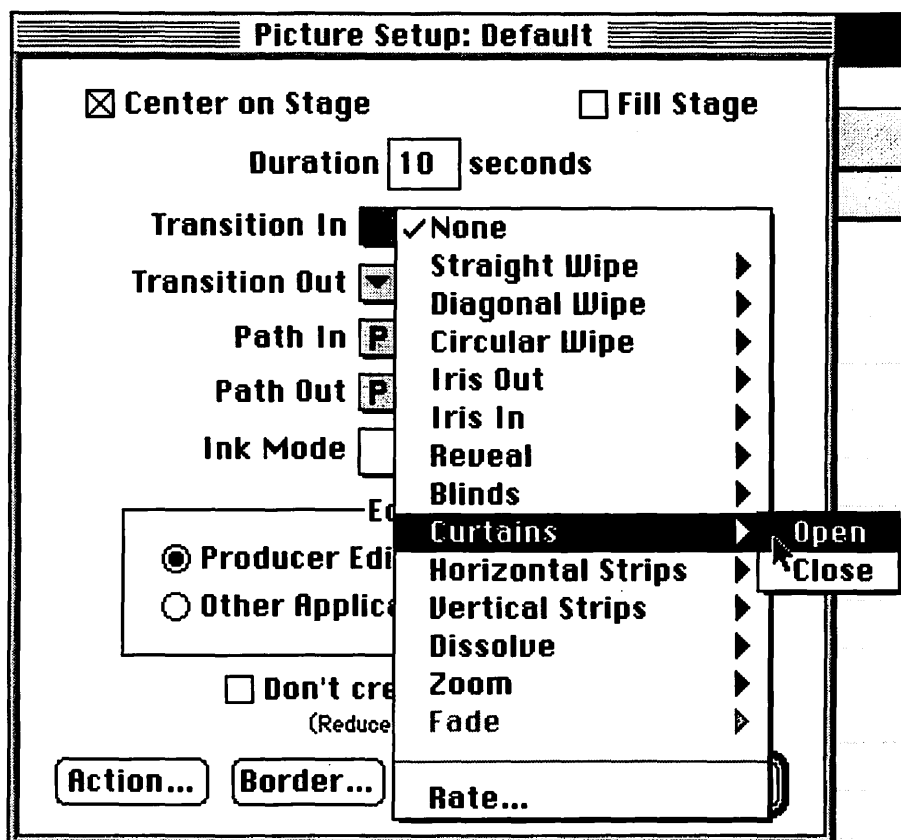 Picture Setup: Default
Center on Stage
Fill Stage
Duration 10 seconds
Transition In
✓None
Straight Wipe
Transition Out
Diagonal Wipe
Path In P
Circular Wipe
Path Out P
Iris Out
Iris In
Ink Mode
Reveal
Blinds
Curtains
Open
Close
Producer Edi
Horizontal Strips
Other Applica
Vertical Strips
Dissolve
Don't cre
Zoom
(Reduce
Fade
Action...
Border...
Rate...